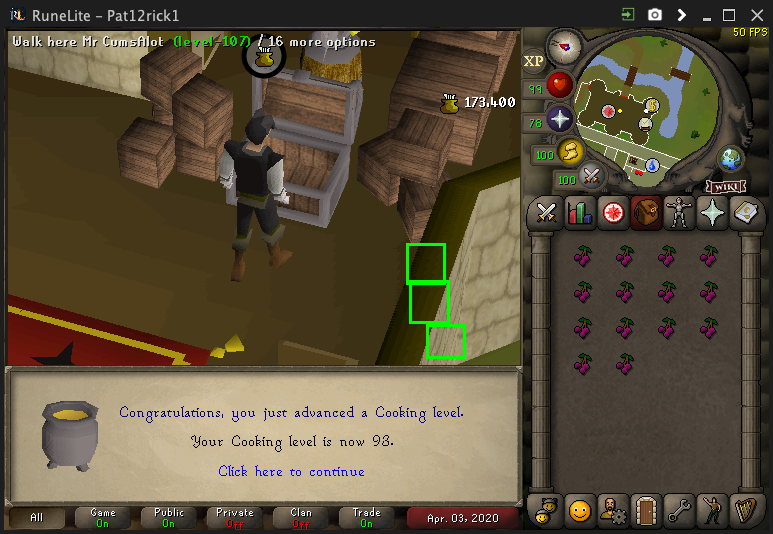 RuneLite - Pat12rick1
Walk here Mr CumsAlot (level-107) / 16 more options
50 FPS
XP
99
173.400
78
100
100
WIKI
Congratulations, you just advanced a Cooking level.
Your Cooking level is now 93.
Click here to continue
All
Game
On
Public
On
Private
Off
Clan
Off
Trade
On
Apr. 03, 2020